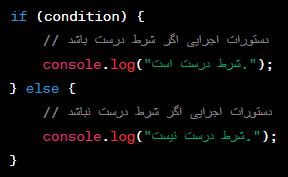 if (condition) {
// دستورات اجرایی اگر شرط درست باشد
console.log("شرط درست است.");
} else {
// دستورات اجرایی اگر شرط درست نباشد
console.log("شرط درست نیست.");
}